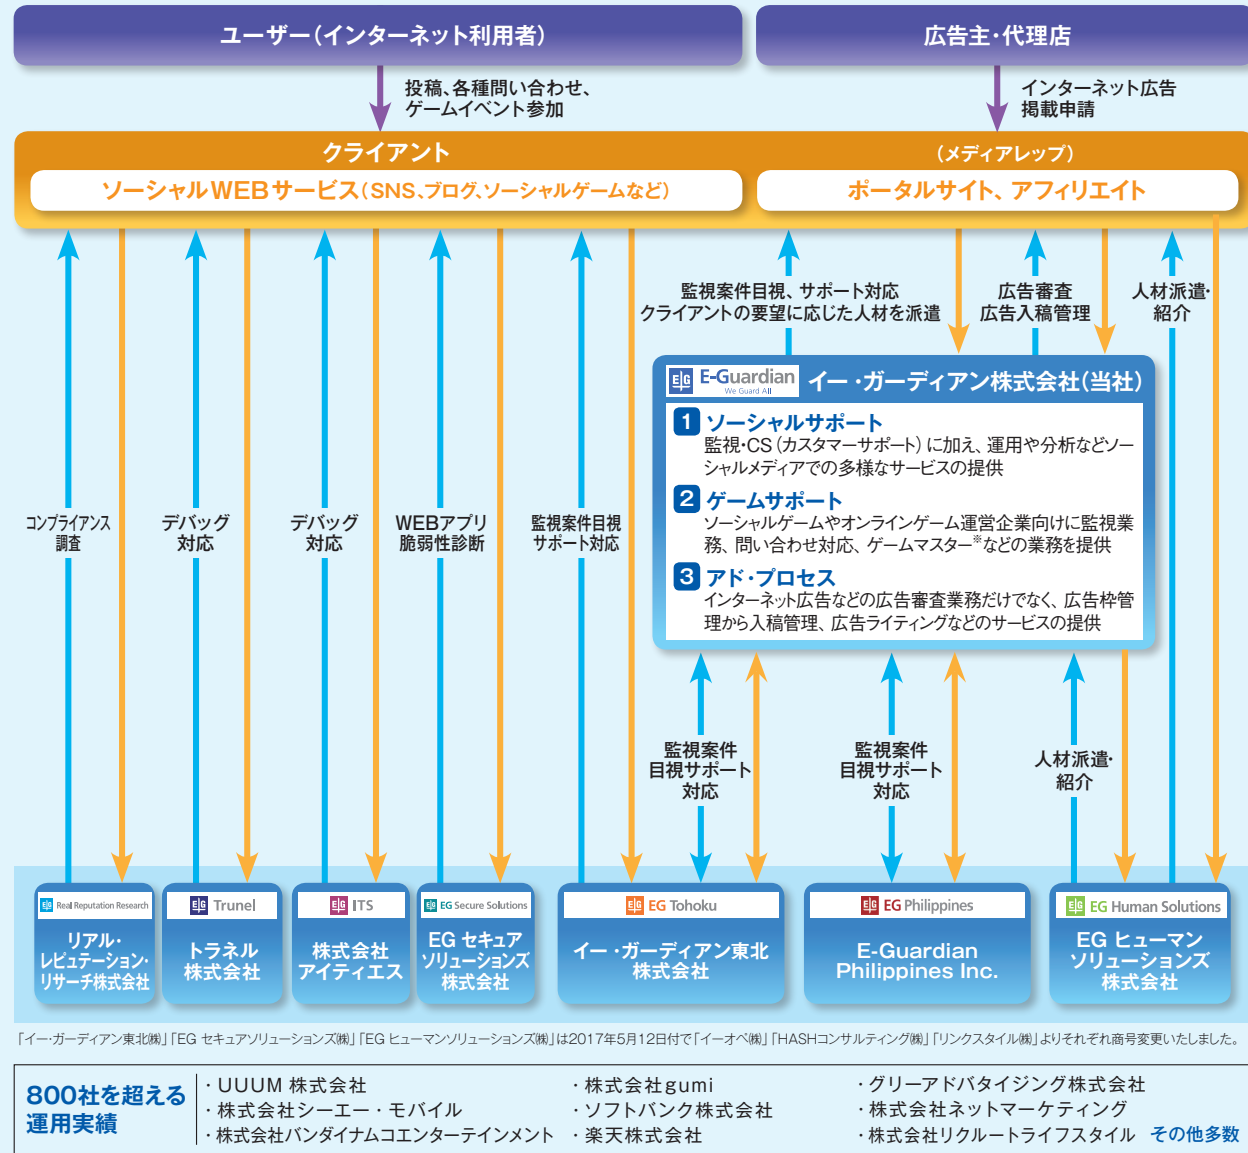 ユーザー（インターネット利用者）
広告主・代理店
投稿、各種問い合わせ、
ゲームイベント参加
インターネット広告
掲載申請
クライアント
（メディアレップ）
ソーシャルWEBサービス（SNS、ブログ、ソーシャルゲームなど）
ポータルサイト、アフィリエイト
監視案件目視、サポート対応
クライアントの要望に応じた人材を派遣
広告審査
広告入稿管理
人材派遣・
紹介
E|G E-Guardian
We Guard All
イー・ガーディアン株式会社（当社）
1 ソーシャルサポート
監視・CS（カスタマーサポート）に加え、運用や分析などソー
シャルメディアでの多様なサービスの提供
2 ゲームサポート
ソーシャルゲームやオンラインゲーム運営企業向けに監視業
務、問い合わせ対応、ゲームマスター※などの業務を提供
3 アド・プロセス
インターネット広告などの広告審査業務だけでなく、広告枠管
理から入稿管理、広告ライティングなどのサービスの提供
コンプライアンス
調査
デバッグ
対応
デバッグ
対応
WEBアプリ
脆弱性診断
監視案件目視
サポート対応
監視案件
目視サポート
対応
監視案件
目視サポート
対応
人材派遣・
紹介
E|G Real Reputation Research
リアル・
レピュテーション・
リサーチ株式会社
E|G Trunel
トラネル
株式会社
E|G ITS
株式会社
アイティエス
E|G EG Secure Solutions
EG セキュア
ソリューションズ
株式会社
E|G EG Tohoku
イー・ガーディアン東北
株式会社
E|G EG Philippines
E-Guardian
Philippines Inc.
E|G EG Human Solutions
EG ヒューマン
ソリューションズ
株式会社
「イー・ガーディアン東北㈱」「EG セキュアソリューションズ㈱」「EG ヒューマンソリューションズ㈱」は2017年5月12日付で「イーオペ㈱」「HASHコンサルティング㈱」「リンクスタイル㈱」よりそれぞれ商号変更いたしました。
800社を超える
運用実績
・UUUM 株式会社
・株式会社シーエー・モバイル
・株式会社バンダイナムコエンターテインメント
・株式会社gumi
・ソフトバンク株式会社
・楽天株式会社
・グリーアドバタイジング株式会社
・株式会社ネットマーケティング
・株式会社リクルートライフスタイル その他多数